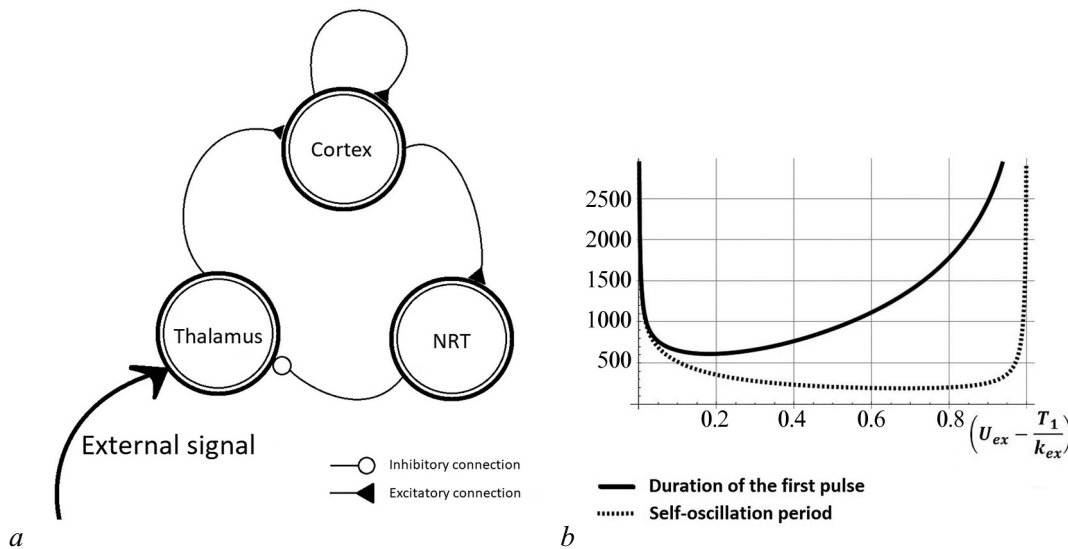 Cortex
Thalamus
NRT
External signal
Inhibitory connection
Excitatory connection
a
2500
2000
1500
1000
500
0.2
0.4
0.6
0.8
(U_ex − T_1/k_ex)
Duration of the first pulse
Self-oscillation period
b